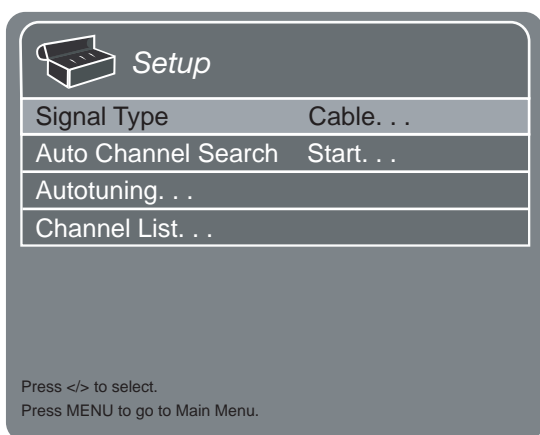 Setup
Signal Type Cable. . .
Auto Channel Search Start. . .
Autotuning. . .
Channel List. . .
Press </> to select.
Press MENU to go to Main Menu.